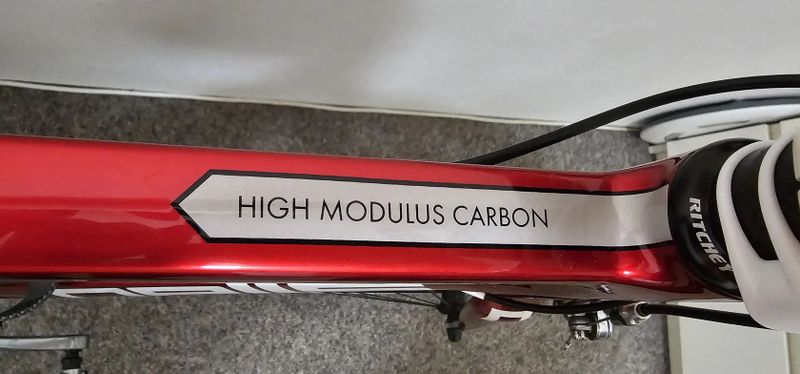 HIGH MODULUS CARBON
RITCHEY